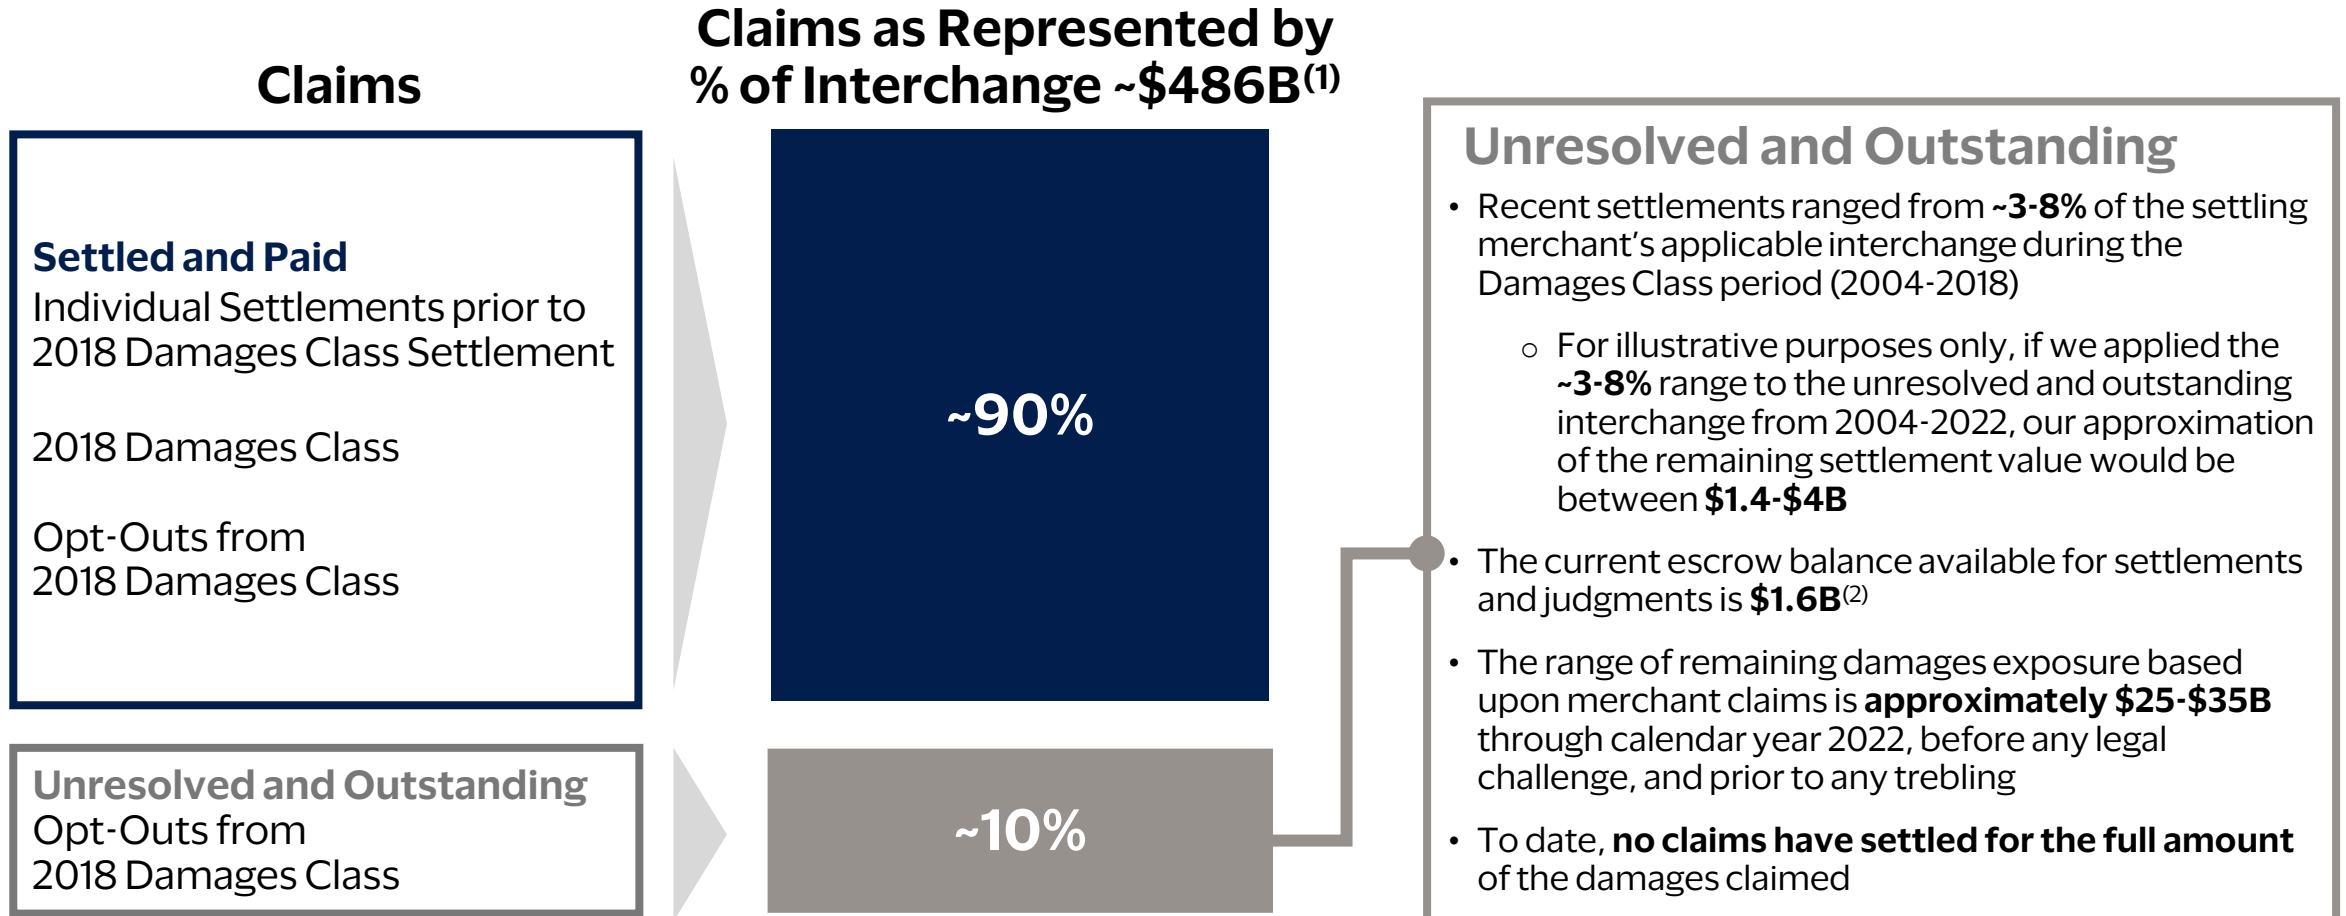 Claims
Claims as Represented by
% of Interchange ~$486B(1)
Settled and Paid
Individual Settlements prior to
2018 Damages Class Settlement
2018 Damages Class
Opt-Outs from
2018 Damages Class
~90%
Unresolved and Outstanding
Opt-Outs from
2018 Damages Class
~10%
Unresolved and Outstanding
• Recent settlements ranged from ~3-8% of the settling
merchant’s applicable interchange during the
Damages Class period (2004-2018)
o For illustrative purposes only, if we applied the
~3-8% range to the unresolved and outstanding
interchange from 2004-2022, our approximation
of the remaining settlement value would be
between $1.4-$4B
• The current escrow balance available for settlements
and judgments is $1.6B(2)
• The range of remaining damages exposure based
upon merchant claims is approximately $25-$35B
through calendar year 2022, before any legal
challenge, and prior to any trebling
• To date, no claims have settled for the full amount
of the damages claimed